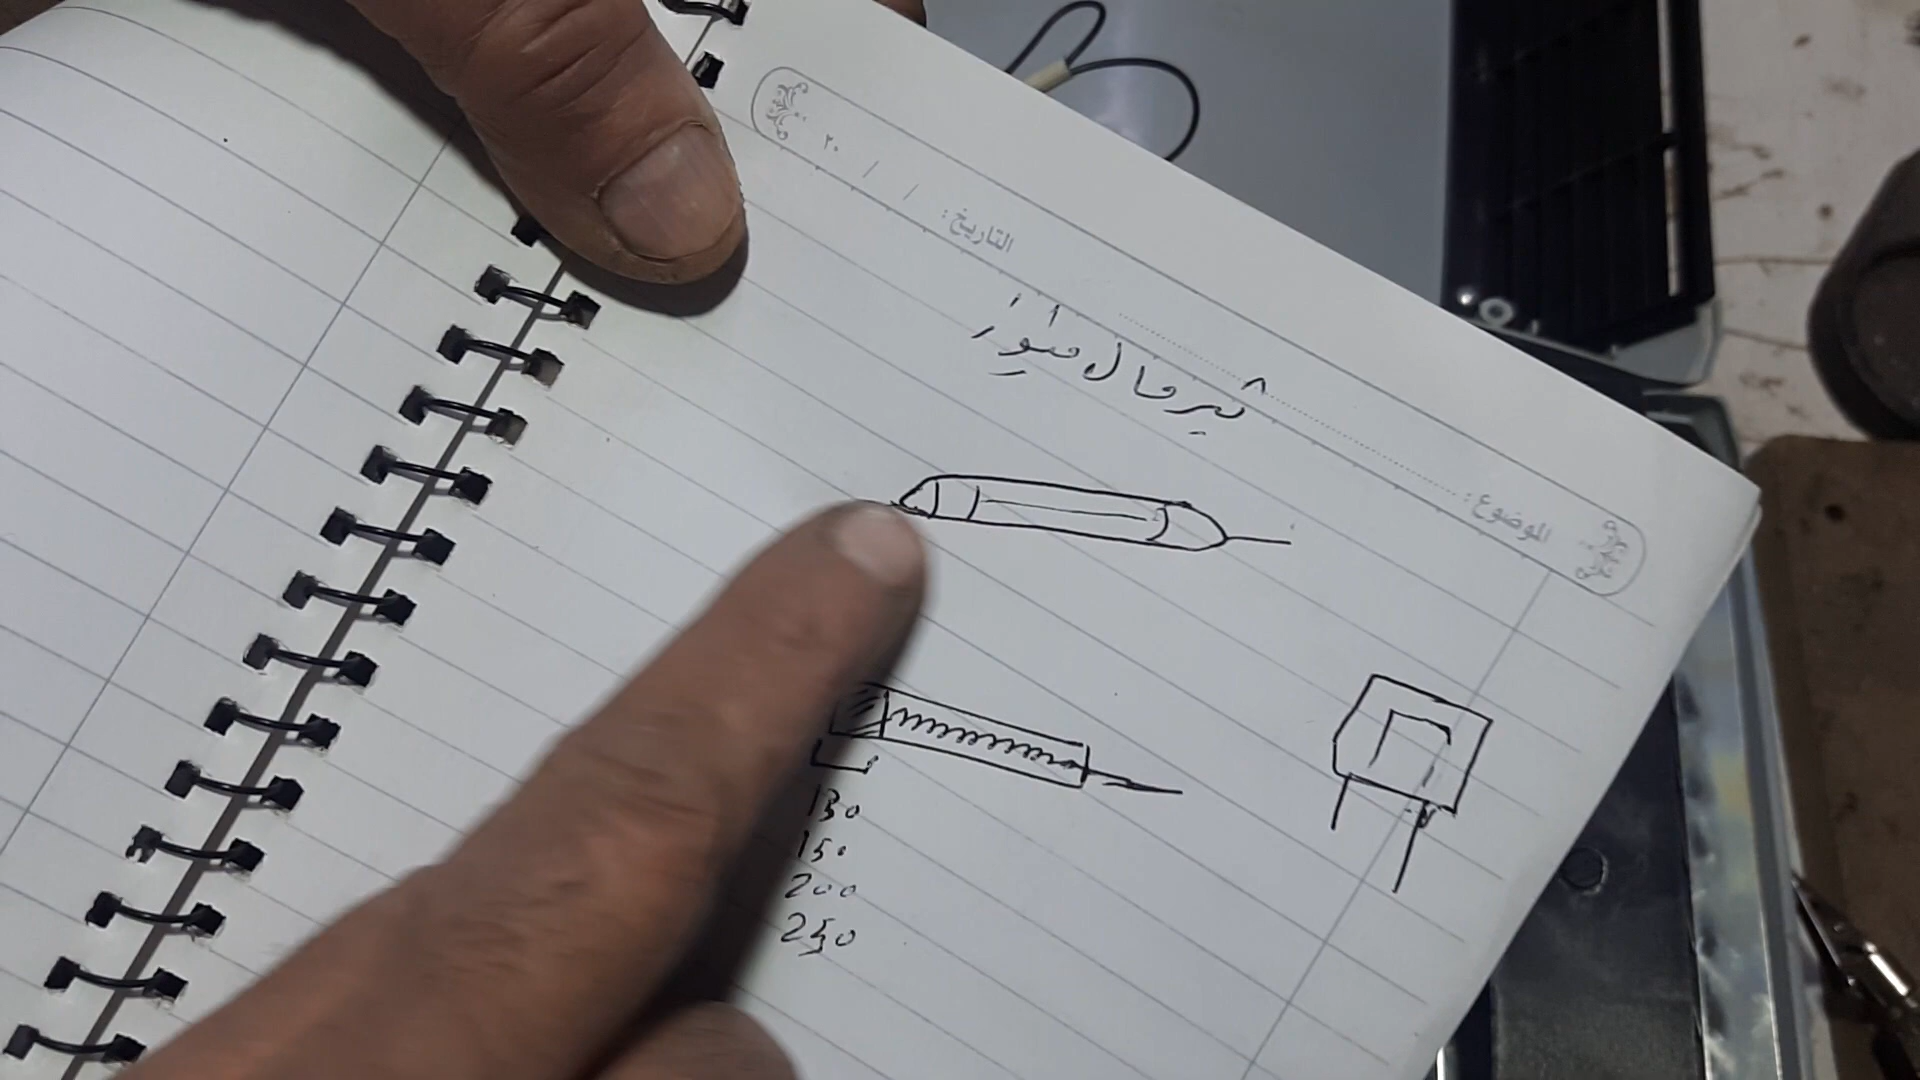 التاريخ: / / ٢٠
الموضوع:
ثيرمال فيوز
130
150
200
250